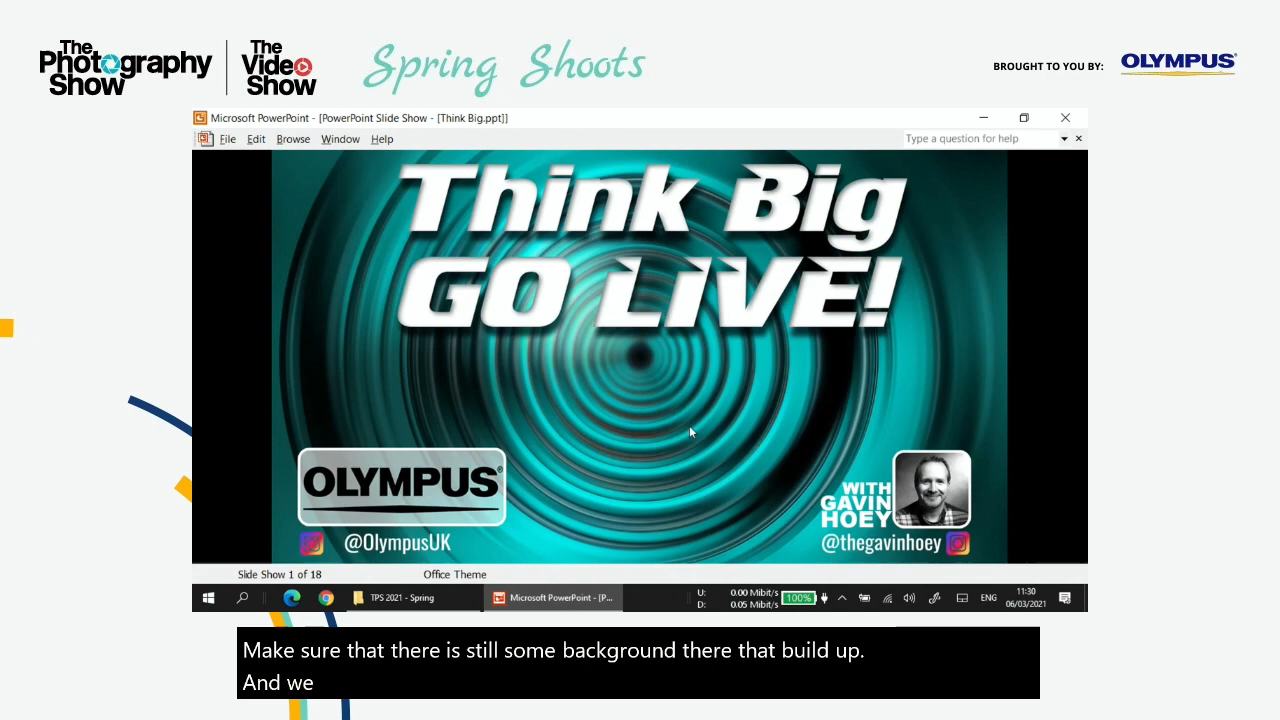 The
Photography
Show
The
Video
Show
Spring Shoots
BROUGHT TO YOU BY:
OLYMPUS®
Microsoft PowerPoint - [PowerPoint Slide Show - [Think Big.ppt]]
File Edit Browse Window Help
Type a question for help
Think Big
GO LIVE!
OLYMPUS®
@OlympusUK
WITH
GAVIN
HOEY
@thegavinhoey
Slide Show 1 of 18
Office Theme
TPS 2021 - Spring
Microsoft PowerPoint - [P...
U: 0.00 Mibit/s
D: 0.05 Mibit/s
100%
ENG
11:30
06/03/2021
Make sure that there is still some background there that build up.
And we